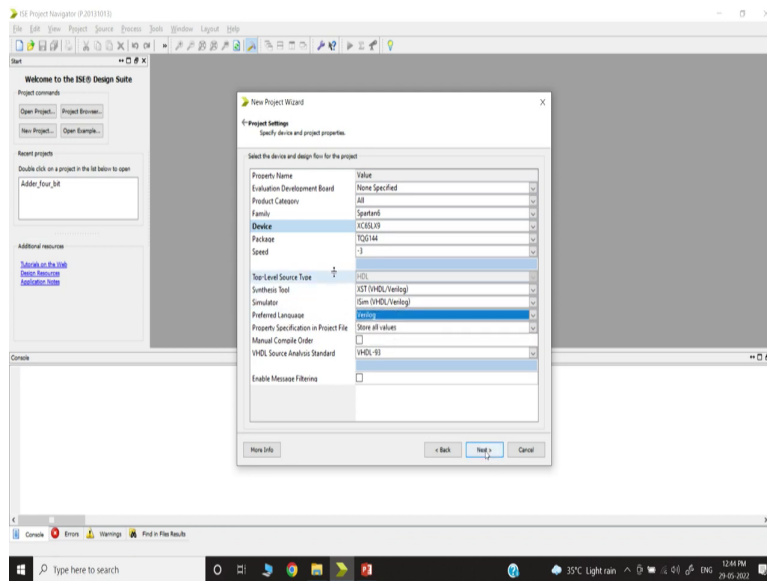 ISE Project Navigator (P.20131013)
File Edit View Project Source Process Tools Window Layout Help
Start
Welcome to the ISE® Design Suite
Project commands
Open Project... Project Browser...
New Project... Open Example...
Recent projects
Double click on a project in the list below to open
Adder_four_bit
Additional resources
Tutorials on the Web
Design Resources
Application Notes
New Project Wizard
Project Settings
Specify device and project properties.
Select the device and design flow for the project
Property Name Value
Evaluation Development Board None Specified
Product Category All
Family Spartan6
Device XC6SLX9
Package TQG144
Speed -3
Top-Level Source Type HDL
Synthesis Tool XST (VHDL/Verilog)
Simulator ISim (VHDL/Verilog)
Preferred Language Verilog
Property Specification in Project File Store all values
Manual Compile Order
VHDL Source Analysis Standard VHDL-93
Enable Message Filtering
More Info < Back Next > Cancel
Console
Console Errors Warnings Find in Files Results
Type here to search
35°C Light rain ENG 12:44 PM
29-05-2022